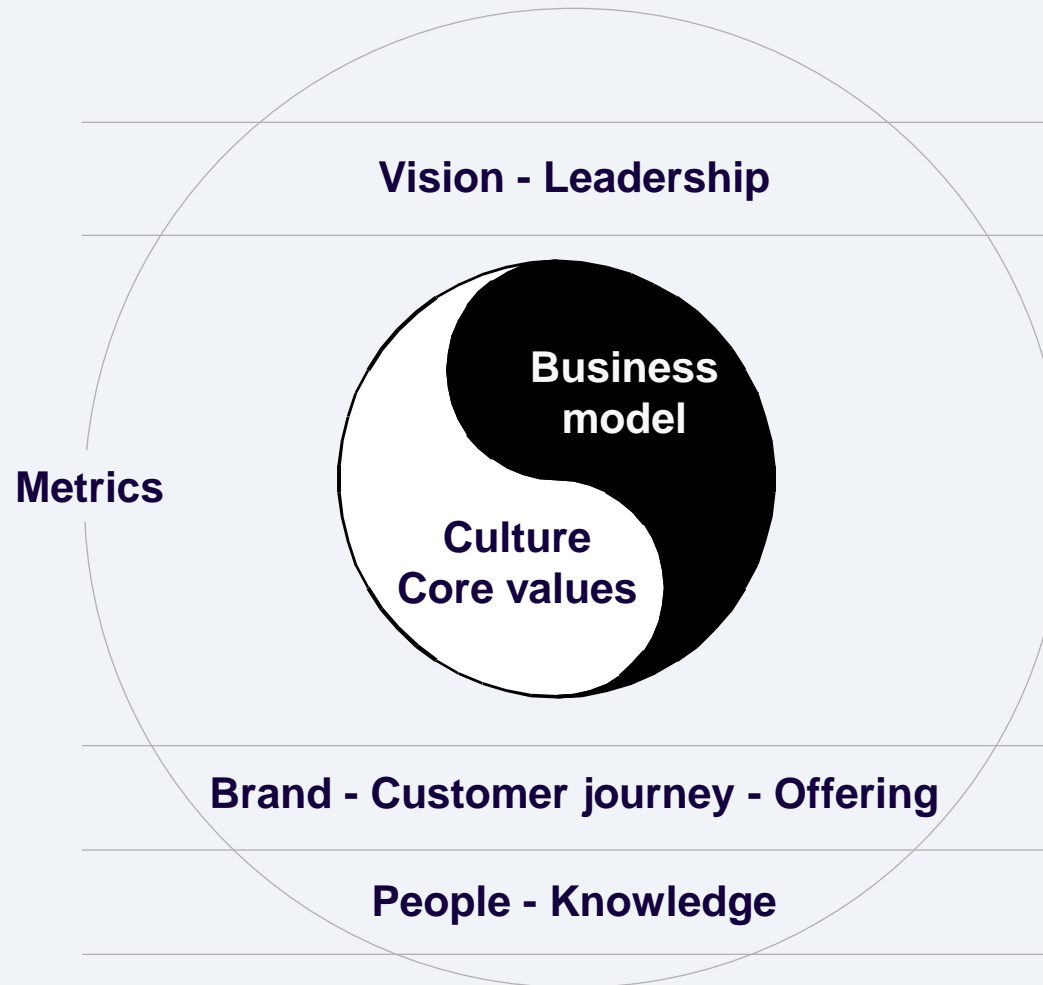 Vision - Leadership
Business
model
Metrics
Culture
Core values
Brand - Customer journey - Offering
People - Knowledge